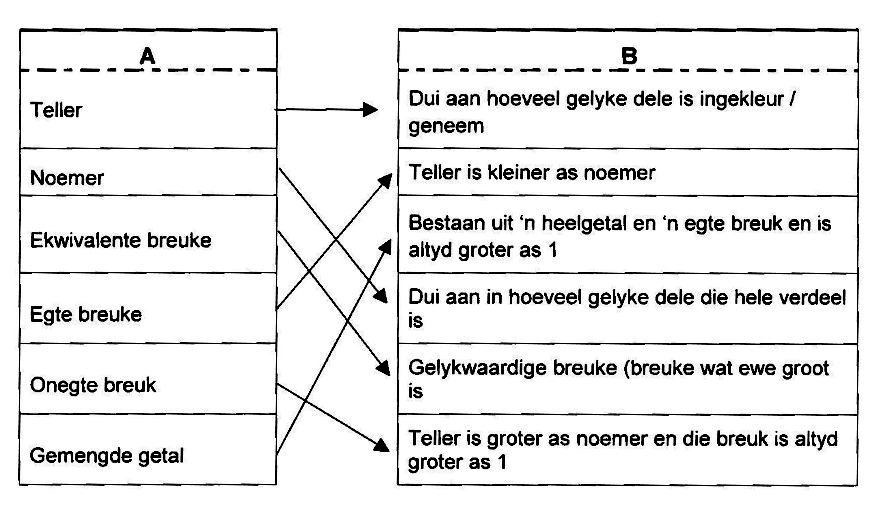 A
Teller
Noemer
Ekwivalente breuke
Egte breuke
Onegte breuk
Gemengde getal
B
Dui aan hoeveel gelyke dele is ingekleur /
geneem
Teller is kleiner as noemer
Bestaan uit ‘n heelgetal en ‘n egte breuk en is
altyd groter as 1
Dui aan in hoeveel gelyke dele die hele verdeel
is
Gelykwaardige breuke (breuke wat ewe groot
is
Teller is groter as noemer en die breuk is altyd
groter as 1